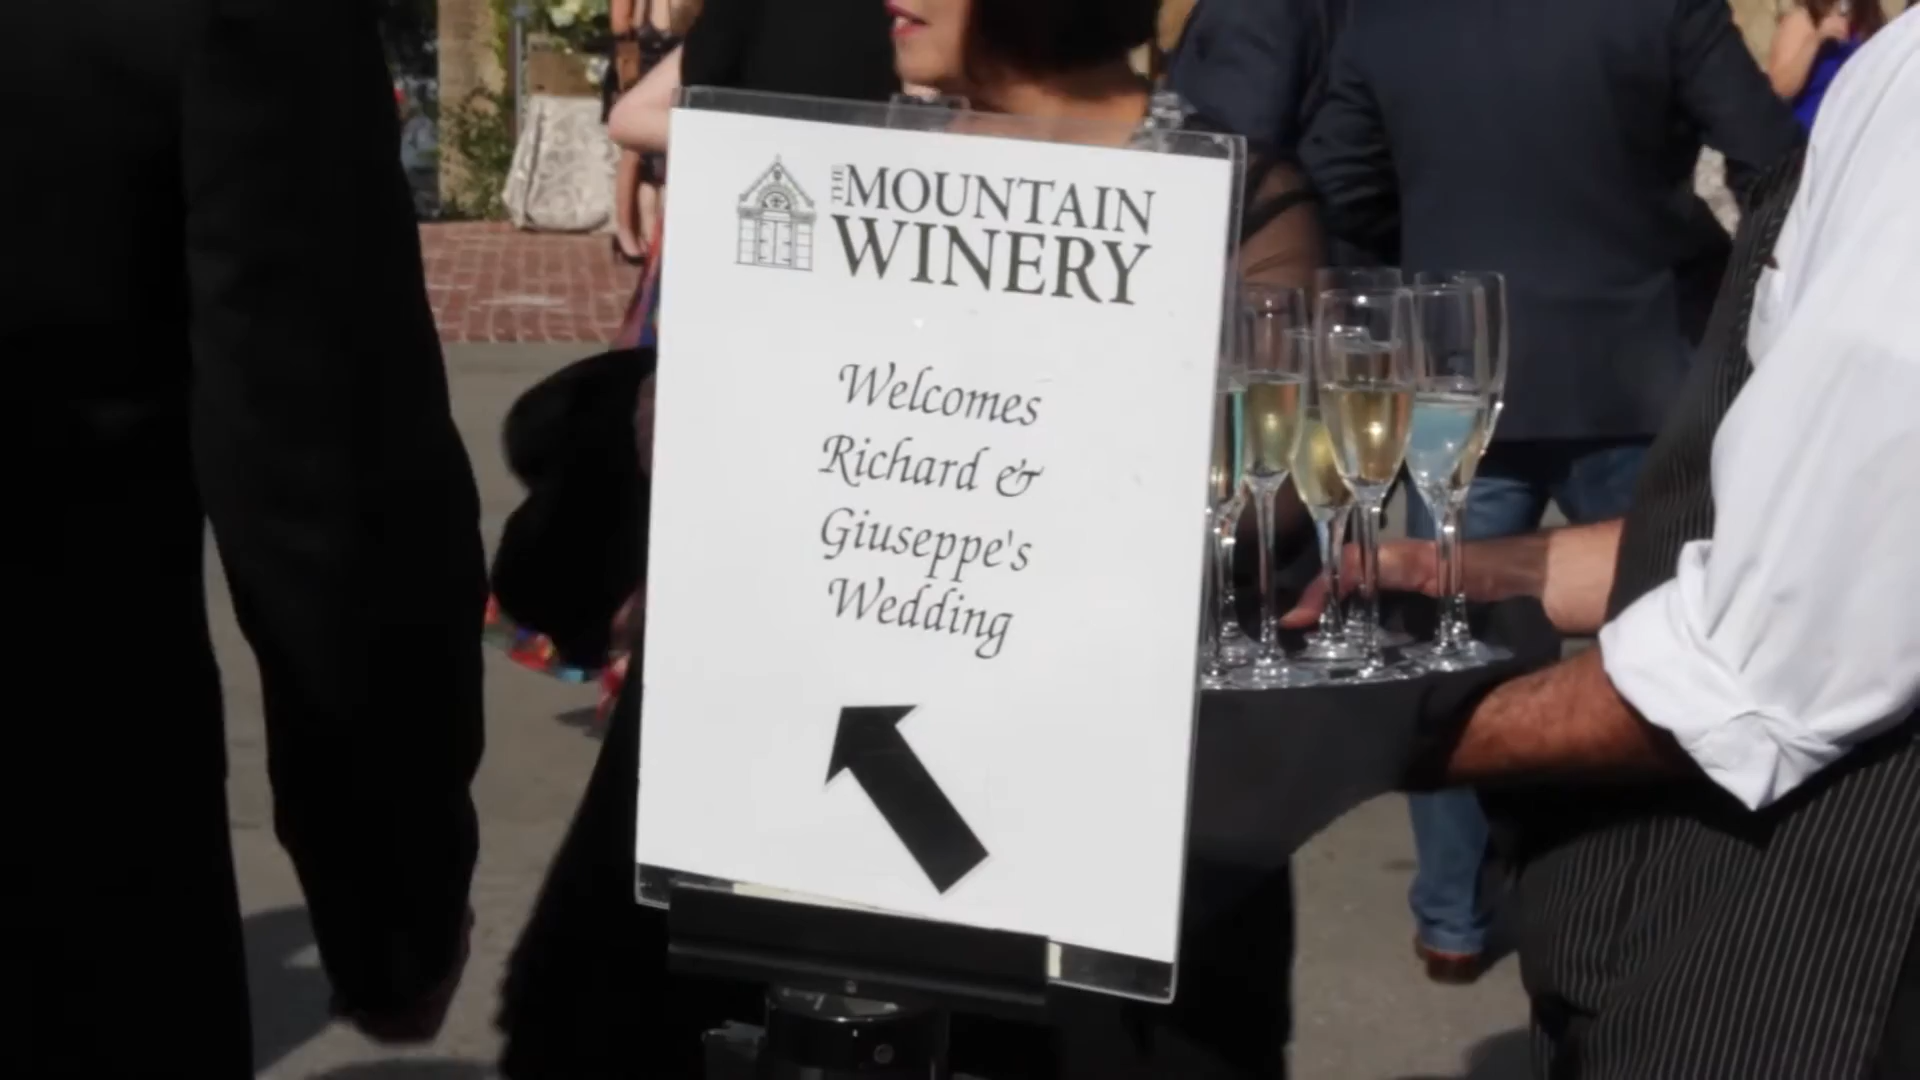 THE MOUNTAIN
WINERY
Welcomes
Richard &
Giuseppe's
Wedding